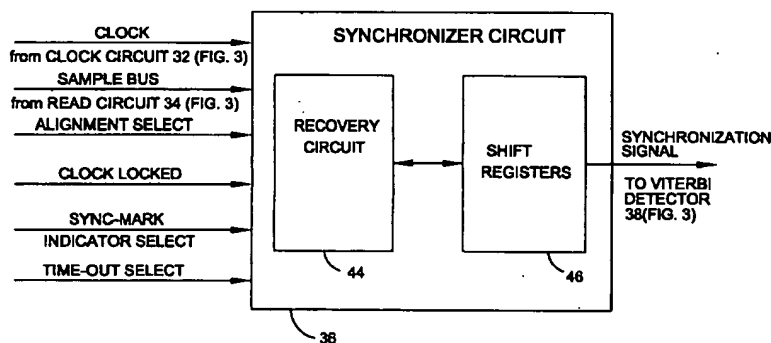 CLOCK
from CLOCK CIRCUIT 32 (FIG. 3)
SAMPLE BUS
from READ CIRCUIT 34 (FIG. 3)
ALIGNMENT SELECT
CLOCK LOCKED
SYNC-MARK
INDICATOR SELECT
TIME-OUT SELECT
SYNCHRONIZER CIRCUIT
RECOVERY
CIRCUIT
44
SHIFT
REGISTERS
46
36
SYNCHRONIZATION
SIGNAL
TO VITERBI
DETECTOR
38(FIG. 3)